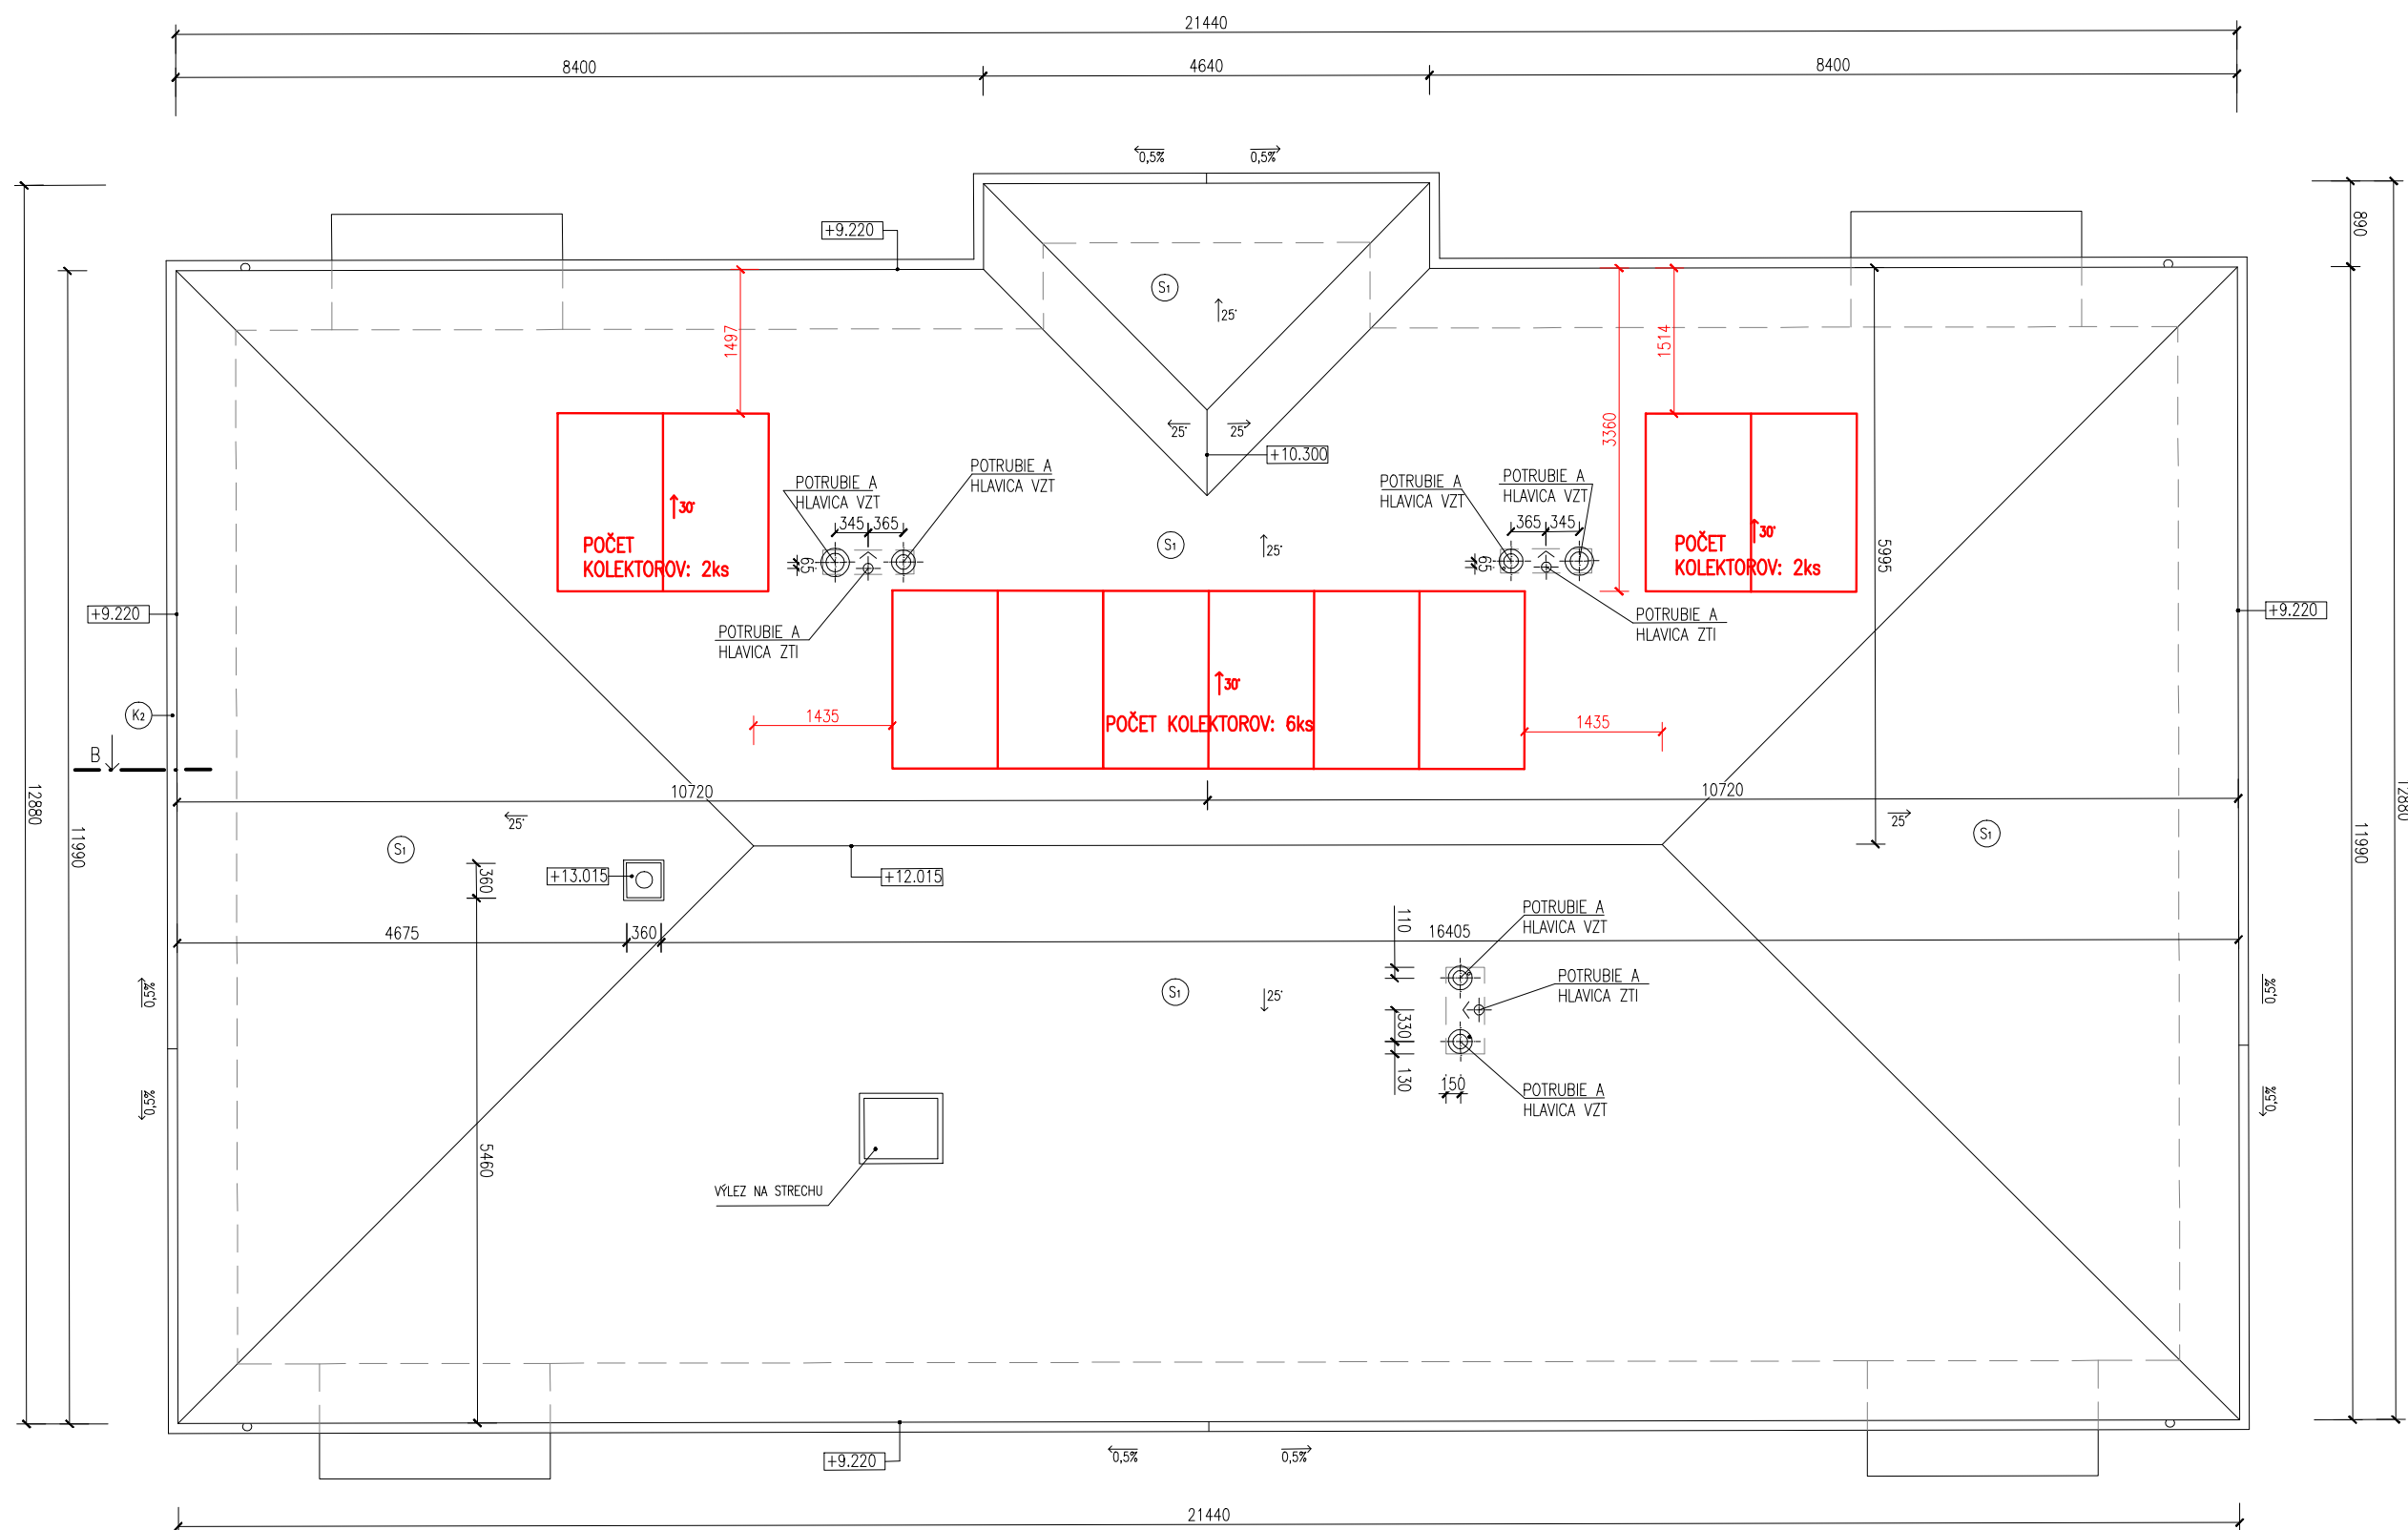 21440
8400
4640
8400
0,5%
0,5%
890
+9.220
S1
25°
1497
1514
3360
25°
25°
+10.300
POTRUBIE A
HLAVICA VZT
POTRUBIE A
HLAVICA VZT
POTRUBIE A
HLAVICA VZT
POTRUBIE A
HLAVICA VZT
30°
345
365
365
345
30°
POČET
KOLEKTOROV: 2ks
65
S1
25°
65
POČET
KOLEKTOROV: 2ks
5995
+9.220
+9.220
POTRUBIE A
HLAVICA ZTI
POTRUBIE A
HLAVICA ZTI
30°
K2
1435
POČET KOLEKTOROV: 6ks
1435
B
10720
10720
12880
11990
25°
S1
25°
S1
11990
12880
360
+13.015
+12.015
4675
360
16405
110
POTRUBIE A
HLAVICA VZT
POTRUBIE A
HLAVICA ZTI
0,5%
S1
25°
0,5%
330
130
150
POTRUBIE A
HLAVICA VZT
0,5%
0,5%
5460
VÝLEZ NA STRECHU
+9.220
0,5%
0,5%
21440